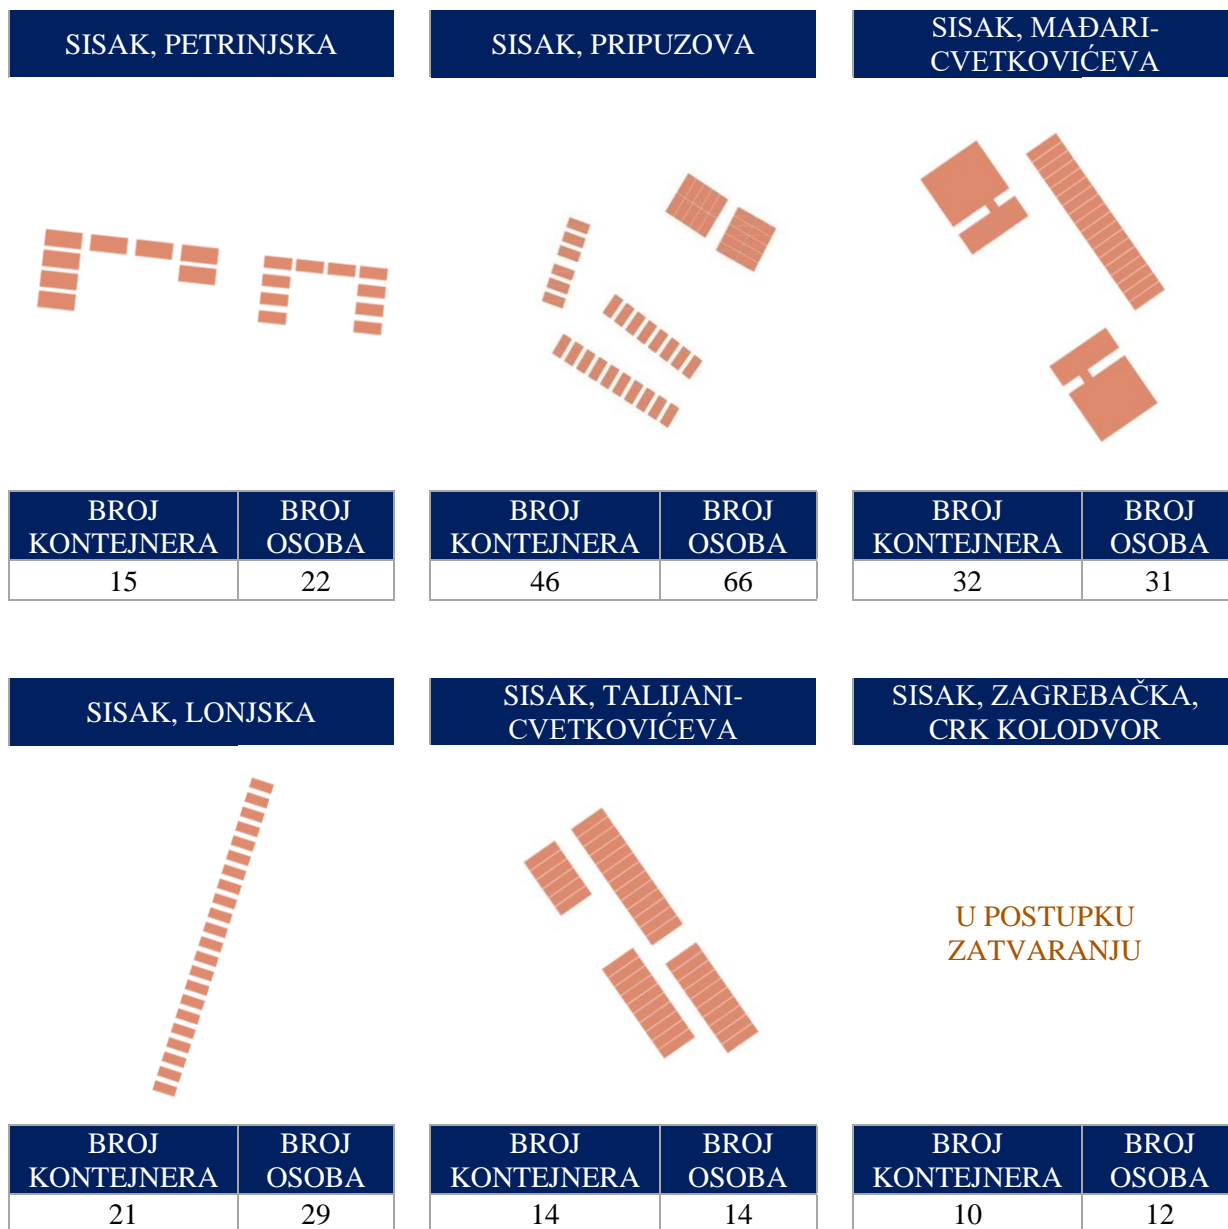 SISAK, PETRINJSKA
SISAK, PRIPUZOVA
SISAK, MAĐARI-
CVETKOVIĆEVA
BROJ
KONTEJNERA
BROJ
OSOBA
15
22
BROJ
KONTEJNERA
BROJ
OSOBA
46
66
BROJ
KONTEJNERA
BROJ
OSOBA
32
31
SISAK, LONJSKA
SISAK, TALIJANI-
CVETKOVIĆEVA
SISAK, ZAGREBAČKA,
CRK KOLODVOR
U POSTUPKU
ZATVARANJU
BROJ
KONTEJNERA
BROJ
OSOBA
21
29
BROJ
KONTEJNERA
BROJ
OSOBA
14
14
BROJ
KONTEJNERA
BROJ
OSOBA
10
12